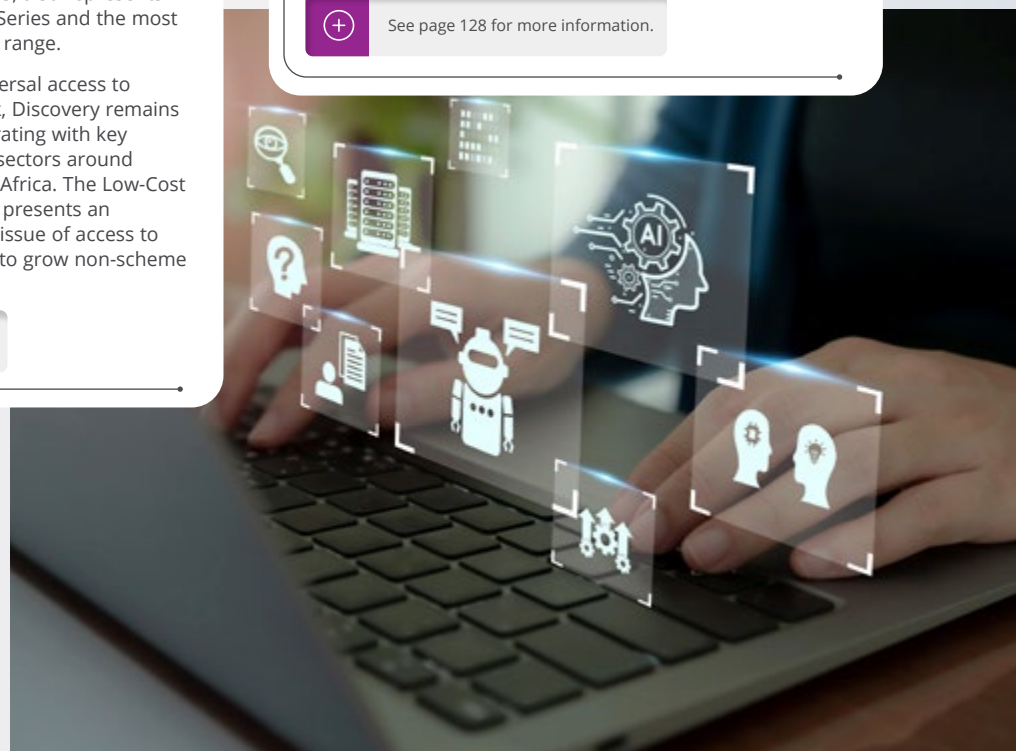 Series and the most
range.
ersal access to
, Discovery remains
rating with key
sectors around
Africa. The Low-Cost
presents an
issue of access to
to grow non-scheme
See page 128 for more information.
AI
?